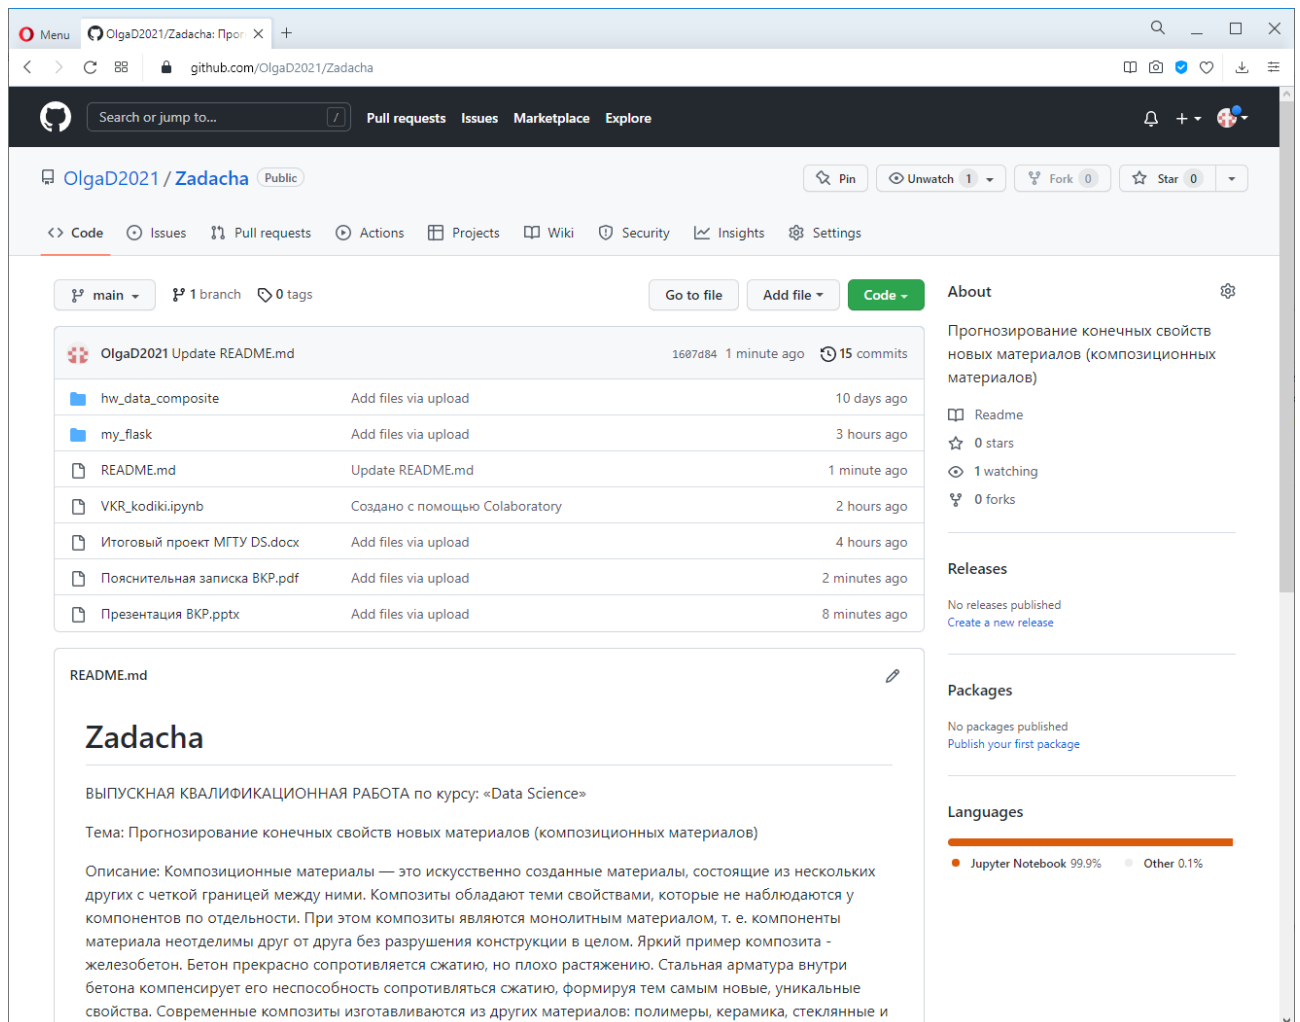 Menu
OlgaD2021/Zadacha: Прог
github.com/OlgaD2021/Zadacha
Search or jump to... /
Pull requests Issues Marketplace Explore
OlgaD2021 / Zadacha Public
Pin Unwatch 1 Fork 0 Star 0
Code Issues Pull requests Actions Projects Wiki Security Insights Settings
main 1 branch 0 tags Go to file Add file Code
OlgaD2021 Update README.md 1607d84 1 minute ago 15 commits
hw_data_composite Add files via upload 10 days ago
my_flask Add files via upload 3 hours ago
README.md Update README.md 1 minute ago
VKR_kodiki.ipynb Создано с помощью Colaboratory 2 hours ago
Итоговый проект МГТУ DS.docx Add files via upload 4 hours ago
Пояснительная записка ВКР.pdf Add files via upload 2 minutes ago
Презентация ВКР.pptx Add files via upload 8 minutes ago
README.md
Zadacha
ВЫПУСКНАЯ КВАЛИФИКАЦИОННАЯ РАБОТА по курсу: «Data Science»
Тема: Прогнозирование конечных свойств новых материалов (композиционных материалов)
Описание: Композиционные материалы — это искусственно созданные материалы, состоящие из нескольких
других с четкой границей между ними. Композиты обладают теми свойствами, которые не наблюдаются у
компонентов по отдельности. При этом композиты являются монолитным материалом, т. е. компоненты
материала неотделимы друг от друга без разрушения конструкции в целом. Яркий пример композита -
железобетон. Бетон прекрасно сопротивляется сжатию, но плохо растяжению. Стальная арматура внутри
бетона компенсирует его неспособность сопротивляться сжатию, формируя тем самым новые, уникальные
свойства. Современные композиты изготавливаются из других материалов: полимеры, керамика, стеклянные и
About
Прогнозирование конечных свойств
новых материалов (композиционных
материалов)
Readme
0 stars
1 watching
0 forks
Releases
No releases published
Create a new release
Packages
No packages published
Publish your first package
Languages
Jupyter Notebook 99.9% Other 0.1%